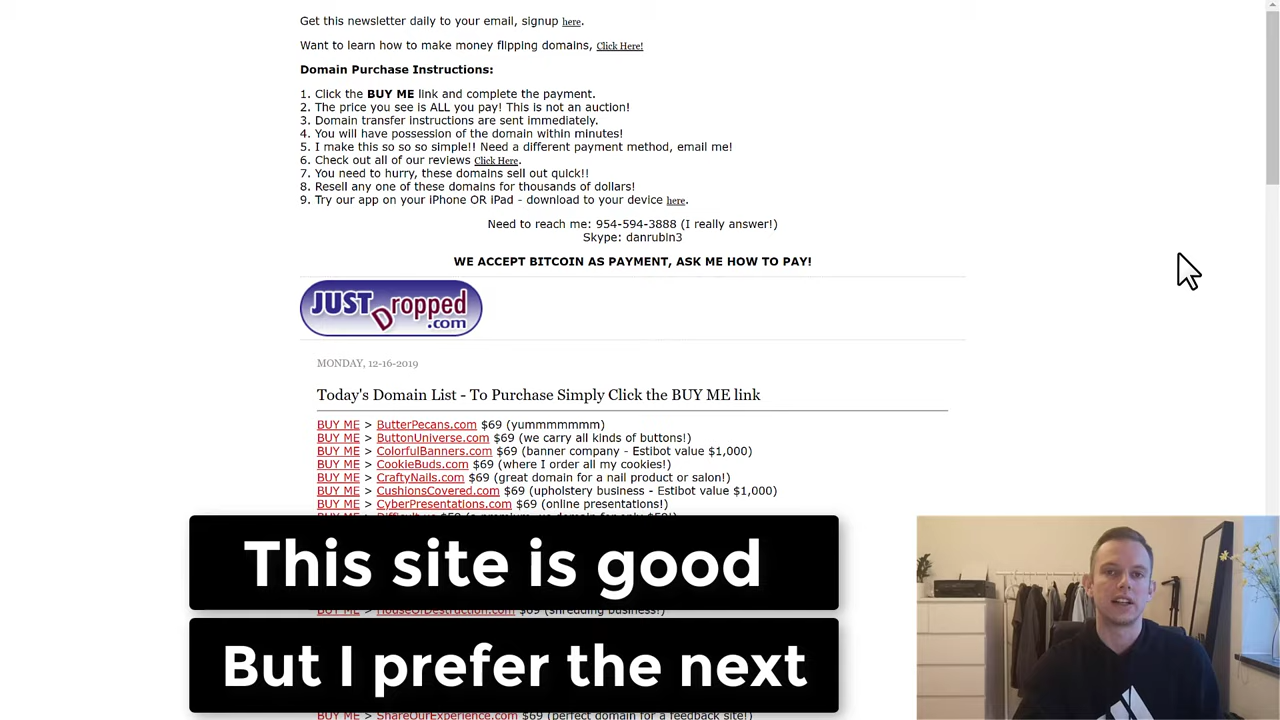 Get this newsletter daily to your email, signup here.
Want to learn how to make money flipping domains, Click Here!
Domain Purchase Instructions:
1. Click the BUY ME link and complete the payment.
2. The price you see is ALL you pay! This is not an auction!
3. Domain transfer instructions are sent immediately.
4. You will have possession of the domain within minutes!
5. I make this so so so simple!! Need a different payment method, email me!
6. Check out all of our reviews Click Here.
7. You need to hurry, these domains sell out quick!!
8. Resell any one of these domains for thousands of dollars!
9. Try our app on your iPhone OR iPad - download to your device here.
Need to reach me: 954-594-3888 (I really answer!)
Skype: danrubin3
WE ACCEPT BITCOIN AS PAYMENT, ASK ME HOW TO PAY!
JUST Dropped .com
MONDAY, 12-16-2019
Today's Domain List - To Purchase Simply Click the BUY ME link
BUY ME > ButterPecans.com $69 (yummmmmmm)
BUY ME > ButtonUniverse.com $69 (we carry all kinds of buttons!)
BUY ME > ColorfulBanners.com $69 (banner company - Estibot value $1,000)
BUY ME > CookieBuds.com $69 (where I order all my cookies!)
BUY ME > CraftyNails.com $69 (great domain for a nail product or salon!)
BUY ME > CushionsCovered.com $69 (upholstery business - Estibot value $1,000)
BUY ME > CyberPresentations.com $69 (online presentations!)
This site is good
BUY ME > HouseOfDestruction.com $69 (shredding business!)
But I prefer the next
ShareOurExperience.com $69 (perfect domain for a feedback site!)